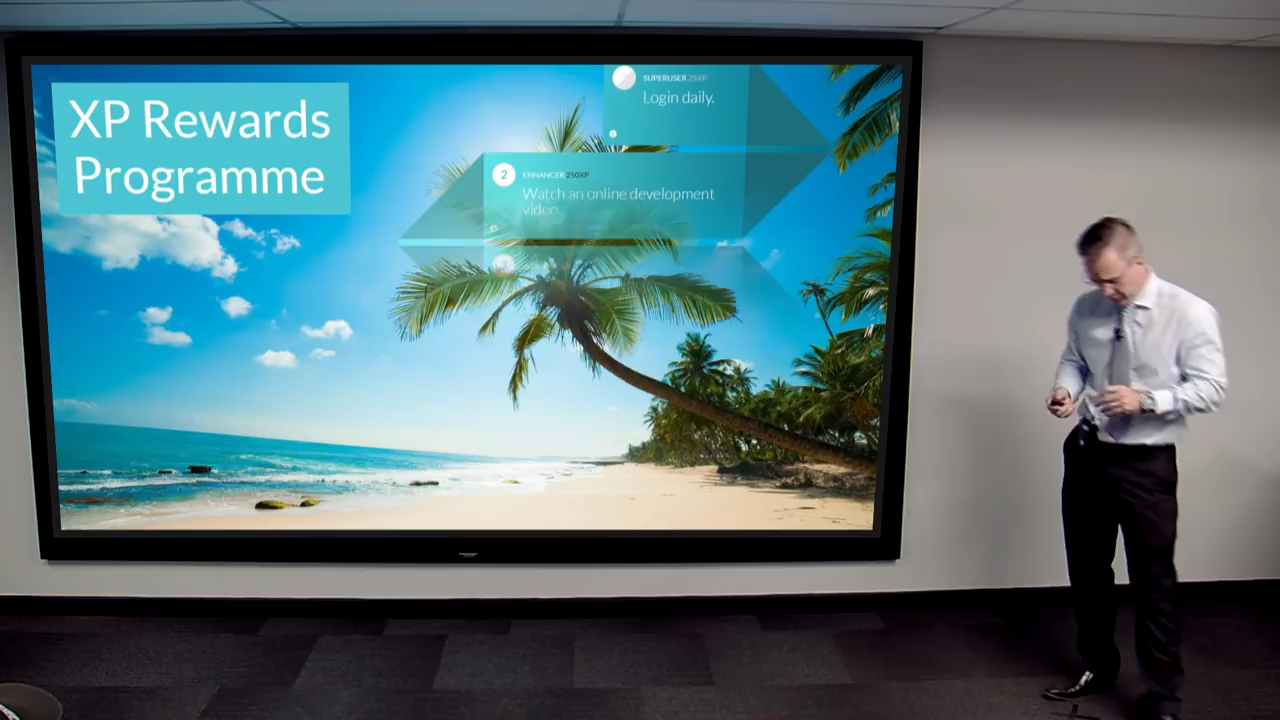 XP Rewards
Programme
SUPERUSER 25XP
Login daily.
2
ENHANCER 250XP
Watch an online development
video.